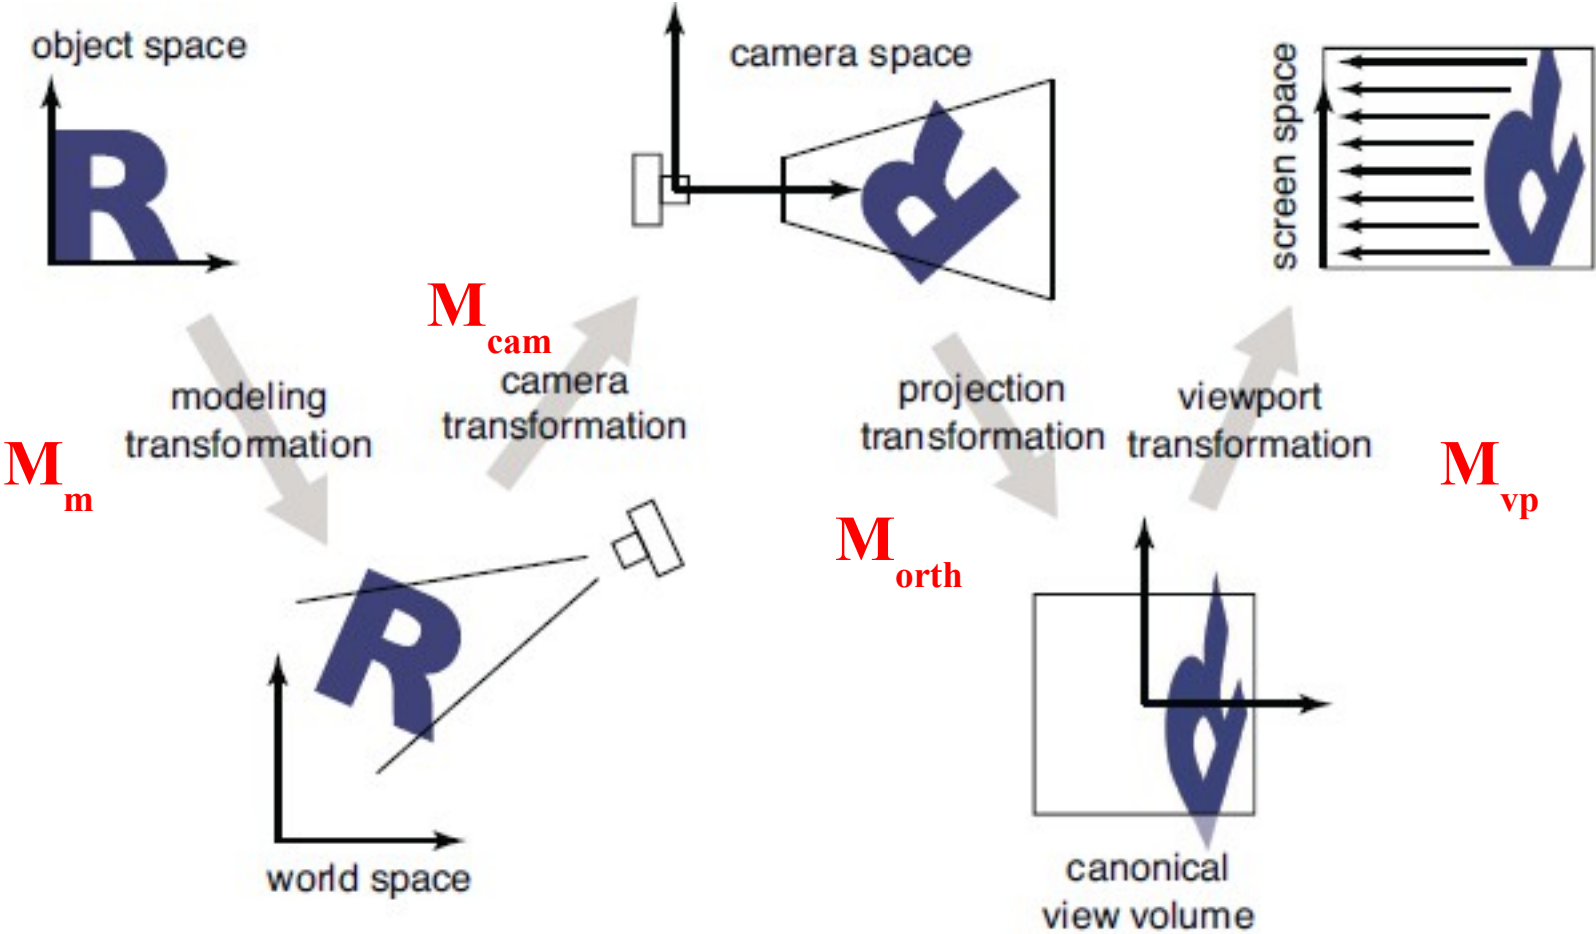 object space
camera space
screen space
M
cam
camera
transformation
modeling
transformation
M
m
projection
transformation
viewport
transformation
M
vp
M
orth
world space
canonical
view volume